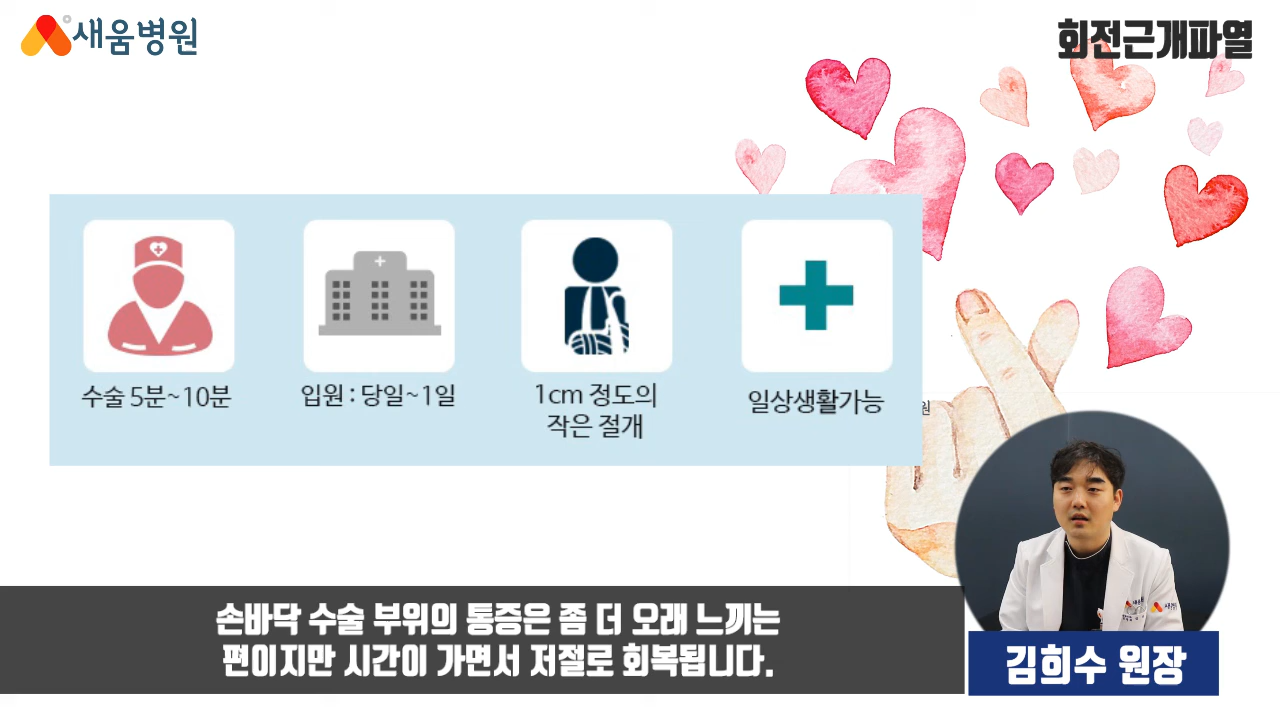 새움병원
회전근개파열
수술 5분~10분
입원 : 당일~1일
1cm 정도의
작은 절개
일상생활가능
원
손바닥 수술 부위의 통증은 좀 더 오래 느끼는
편이지만 시간이 가면서 저절로 회복됩니다.
김희수 원장